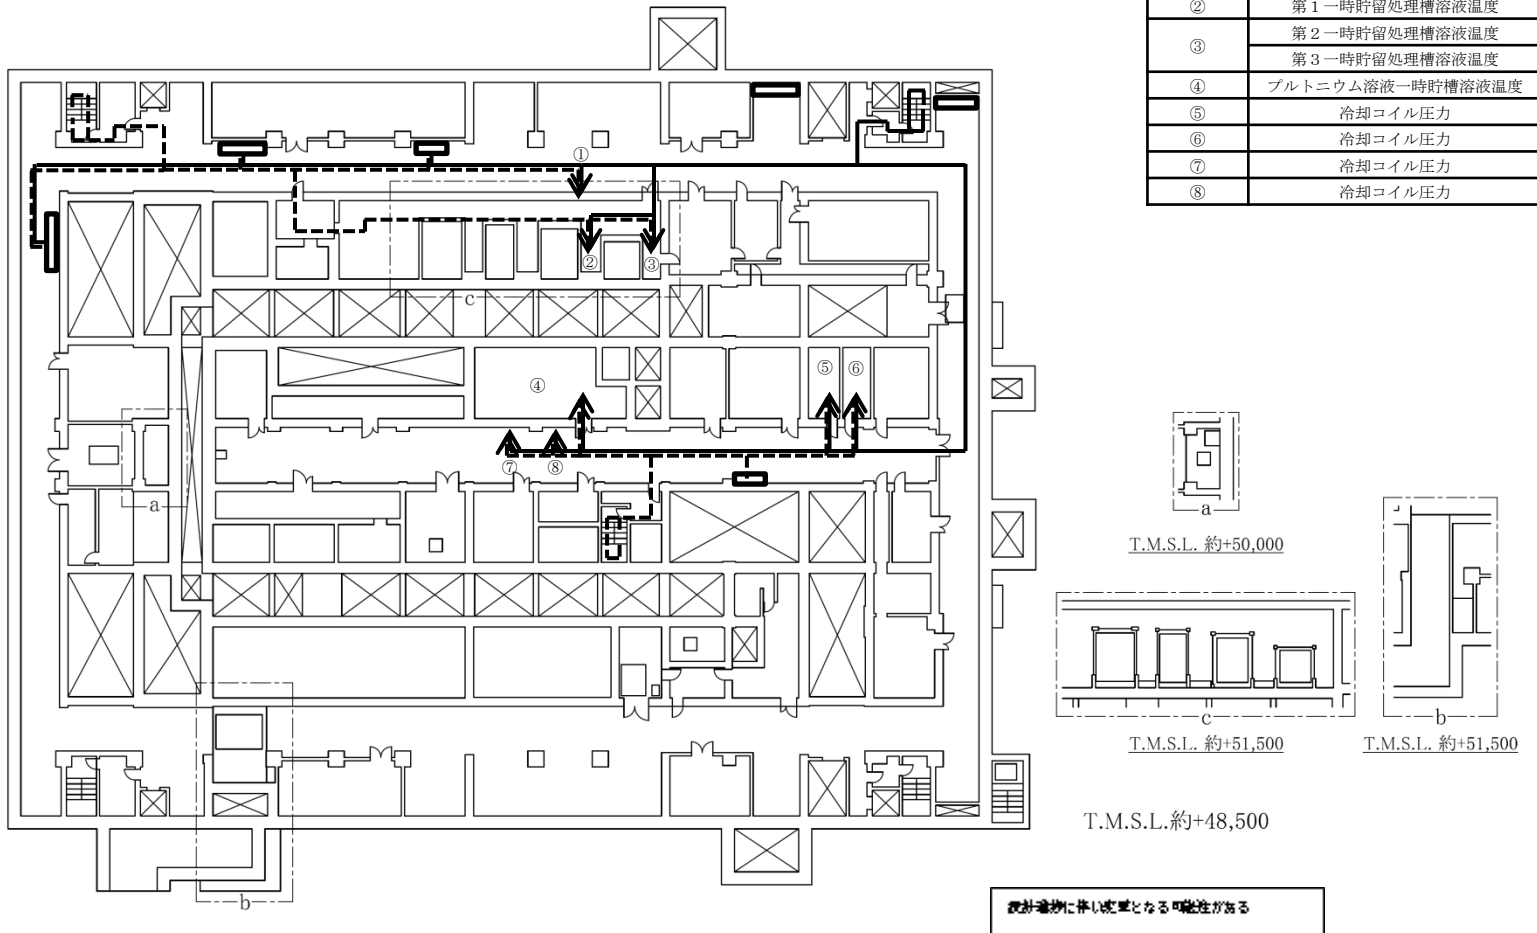 ② 第１一時貯留処理槽溶液温度
③ 第２一時貯留処理槽溶液温度
第３一時貯留処理槽溶液温度
④ プルトニウム溶液一時貯槽溶液温度
⑤ 冷却コイル圧力
⑥ 冷却コイル圧力
⑦ 冷却コイル圧力
⑧ 冷却コイル圧力
①
② ③
c
④
⑤ ⑥
⑦ ⑧
a
b
a
T.M.S.L. 約+50,000
c
T.M.S.L. 約+51,500
b
T.M.S.L. 約+51,500
T.M.S.L.約+48,500
設計進捗に伴い変更となる可能性がある